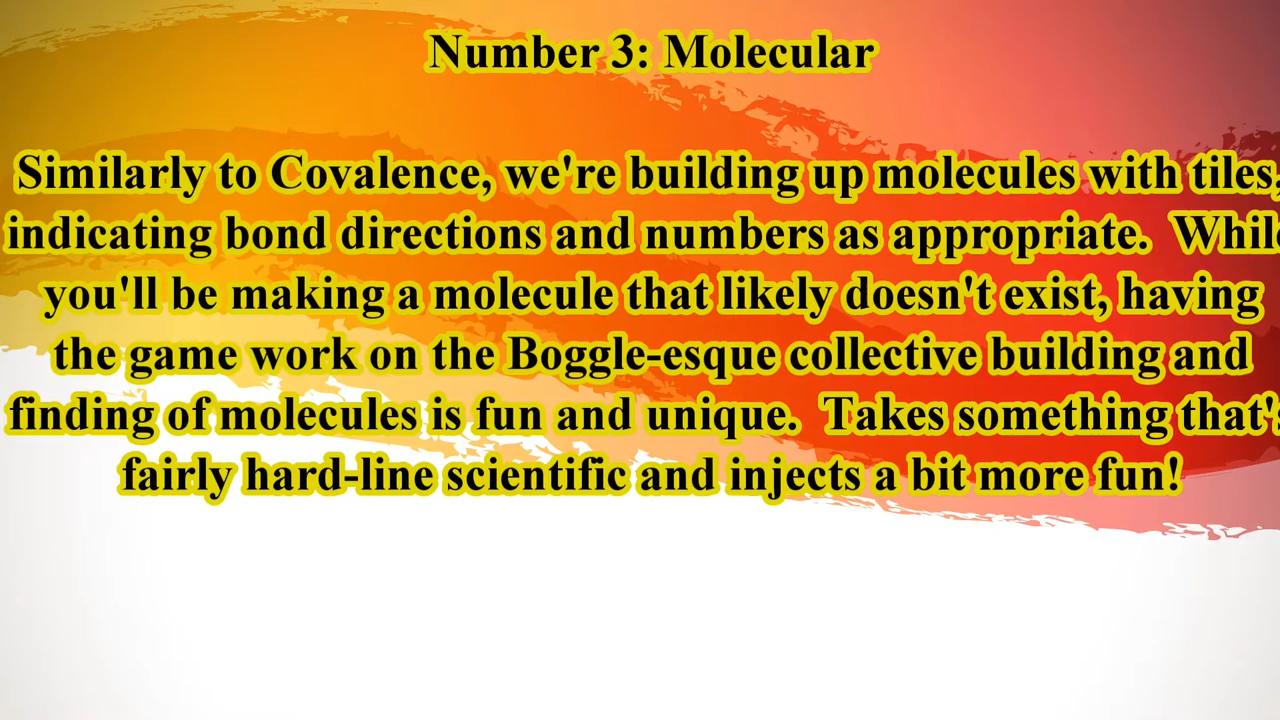 Number 3: Molecular
Similarly to Covalence, we're building up molecules with tiles,
indicating bond directions and numbers as appropriate.  While
you'll be making a molecule that likely doesn't exist, having
the game work on the Boggle-esque collective building and
finding of molecules is fun and unique.  Takes something that's
fairly hard-line scientific and injects a bit more fun!